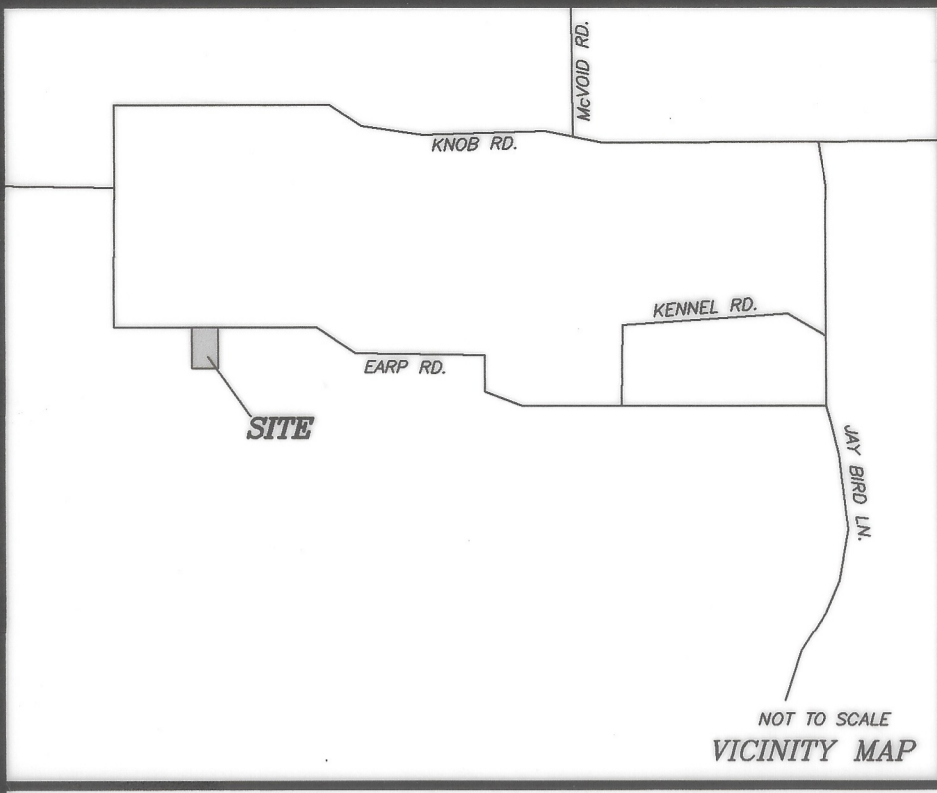 McVOID RD.
KNOB RD.
KENNEL RD.
EARP RD.
SITE
JAY BIRD LN.
NOT TO SCALE
VICINITY MAP